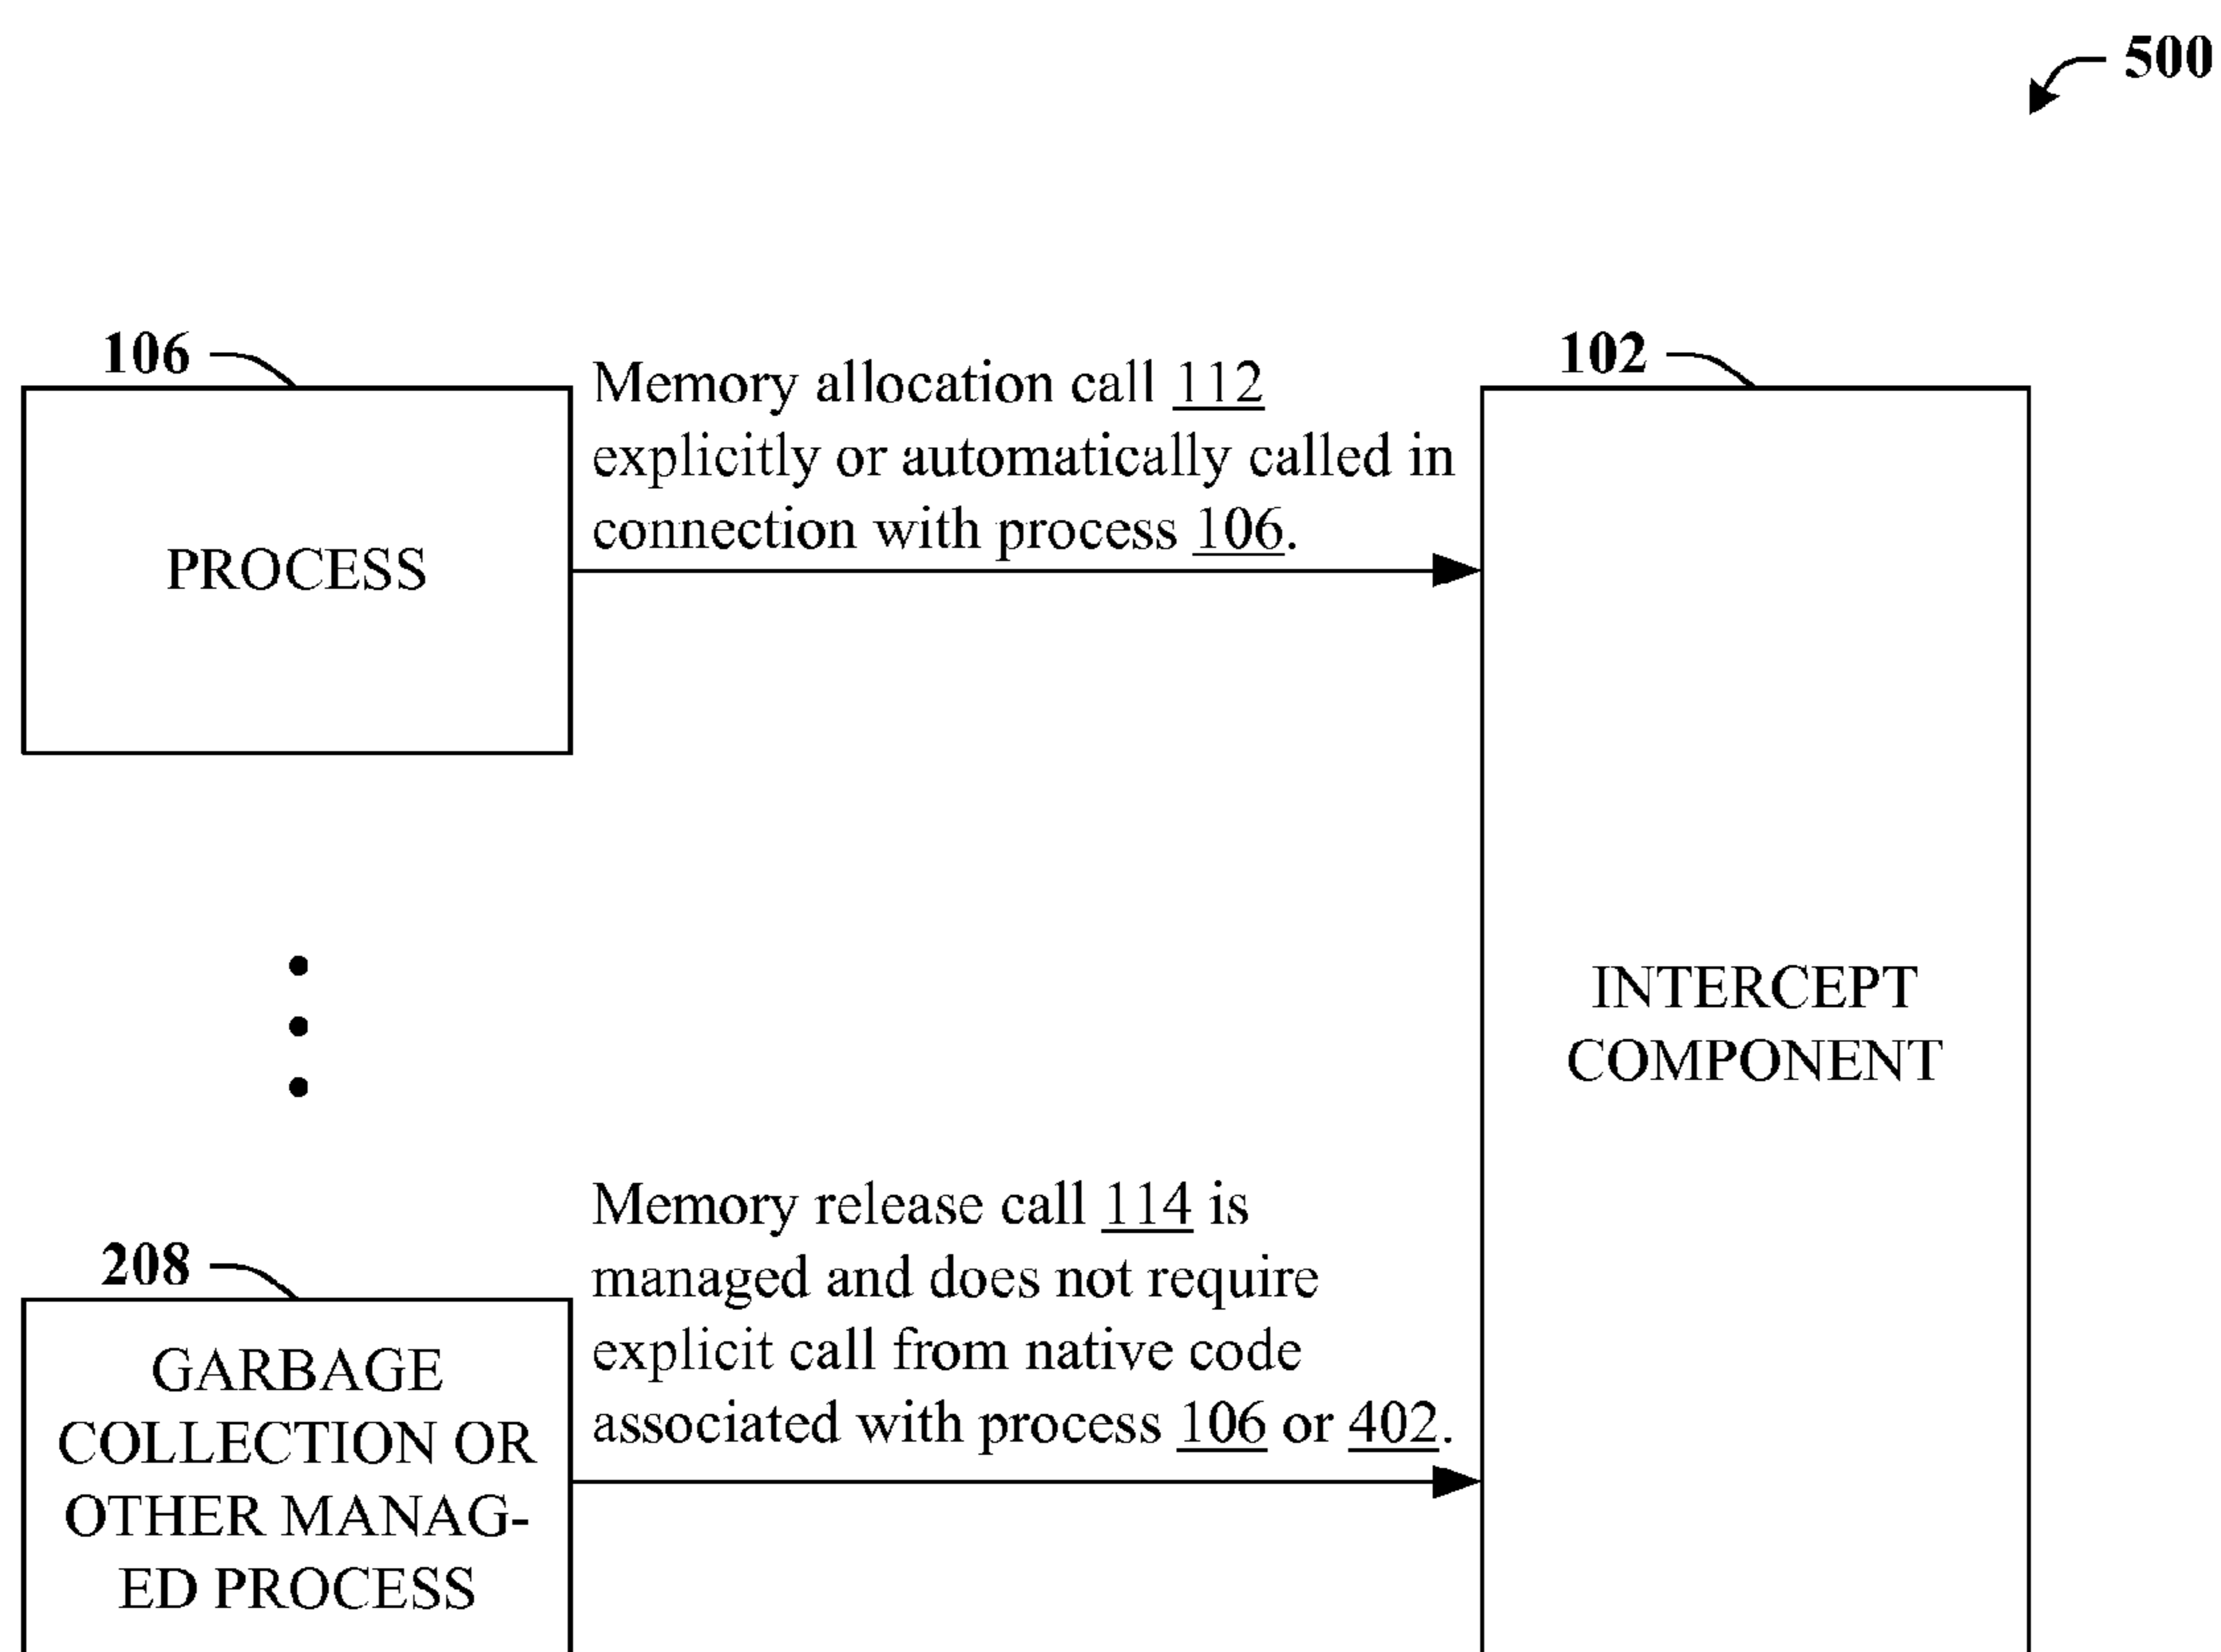 500
106
Memory allocation call 112
explicitly or automatically called in
connection with process 106.
102
PROCESS
INTERCEPT
COMPONENT
Memory release call 114 is
managed and does not require
explicit call from native code
associated with process 106 or 402.
208
GARBAGE
COLLECTION OR
OTHER MANAG-
ED PROCESS